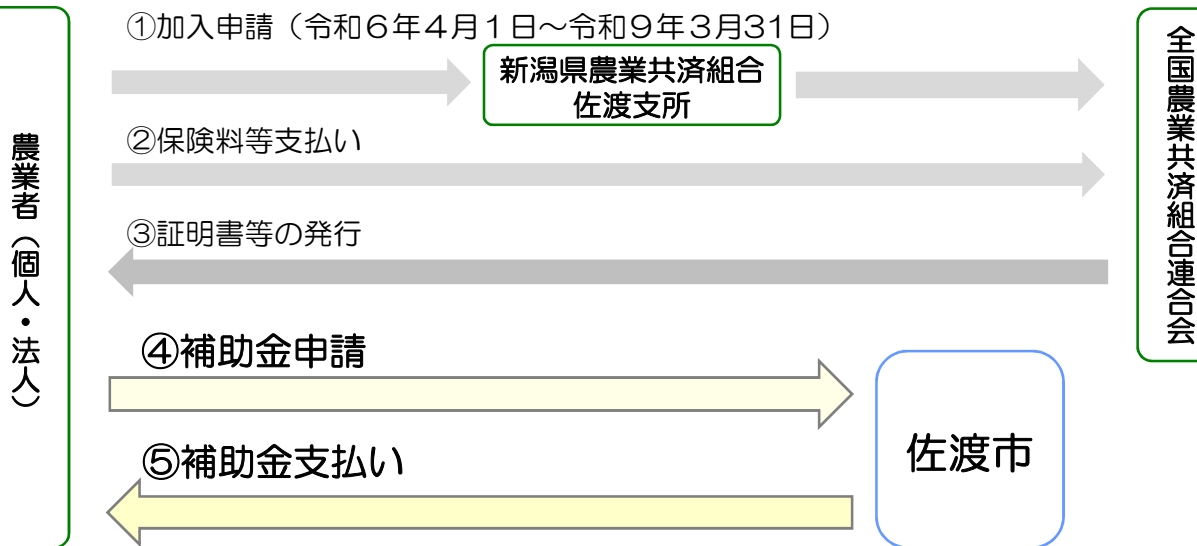 ①加入申請（令和６年４月１日～令和９年３月31日）
新潟県農業共済組合
佐渡支所
②保険料等支払い
③証明書等の発行
④補助金申請
⑤補助金支払い
農業者（個人・法人）
佐渡市
全国農業共済組合連合会